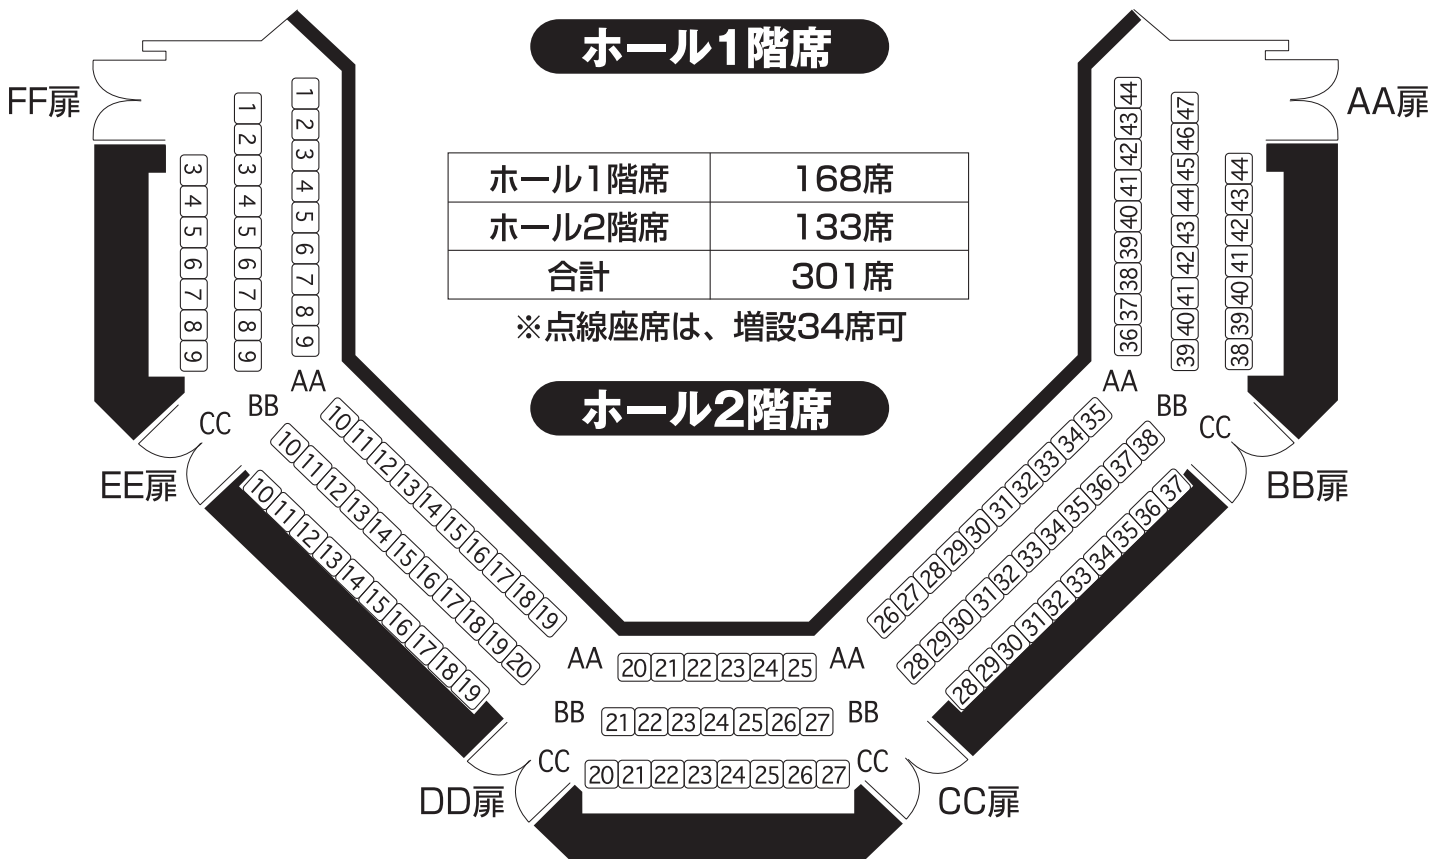 ホール1階席
FF扉
AA扉
ホール1階席 168席
ホール2階席 133席
合計 301席
※点線座席は、増設34席可
ホール2階席
1 2 3 4 5 6 7 8 9
AA
1 2 3 4 5 6 7 8 9
BB
3 4 5 6 7 8 9
CC
44 43 42 41 40 39 38 37 36
AA
47 46 45 44 43 42 41 40 39
BB
44 43 42 41 40 39 38
CC
EE扉
BB扉
10 11 12 13 14 15 16 17 18 19
10 11 12 13 14 15 16 17 18 19 20
10 11 12 13 14 15 16 17 18 19
26 27 28 29 30 31 32 33 34 35
28 29 30 31 32 33 34 35 36 37 38
28 29 30 31 32 33 34 35 36 37
AA 20 21 22 23 24 25 AA
BB 21 22 23 24 25 26 27 BB
CC 20 21 22 23 24 25 26 27 CC
DD扉
CC扉